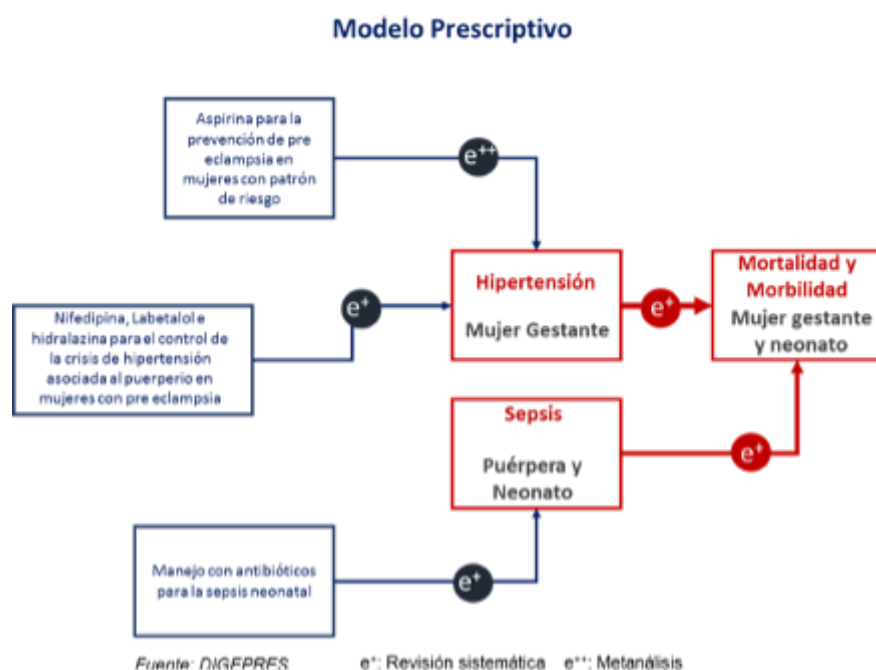 Modelo Prescriptivo
Aspirina para la
prevención de pre
eclampsia en
mujeres con patrón
de riesgo
e⁺⁺
Hipertensión
Mujer Gestante
e⁺
Mortalidad y
Morbilidad
Mujer gestante
y neonato
e⁺
Nifedipina, Labetalol e
hidralazina para el control de
la crisis de hipertensión
asociada al puerperio en
mujeres con pre eclampsia
Sepsis
Puérpera y
Neonato
e⁺
Manejo con antibióticos
para la sepsis neonatal
e⁺
Fuente: DIGEPRES e⁺: Revisión sistemática e⁺⁺: Metanálisis